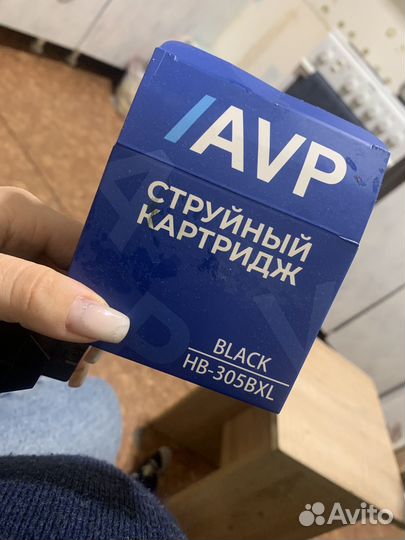 /AVP
СТРУЙНЫЙ
КАРТРИДЖ
BLACK
HB-305BXL
Avito